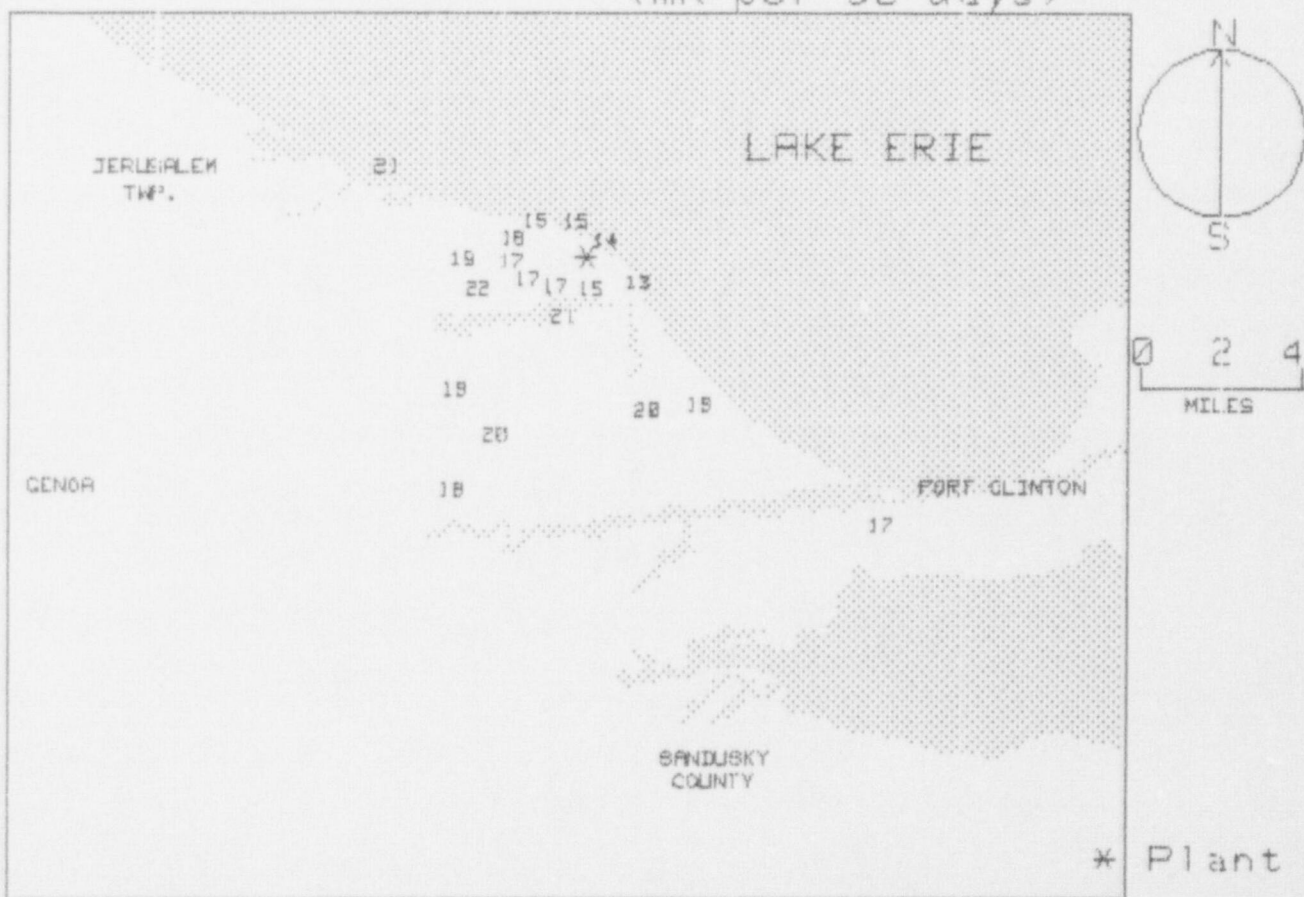 N
LAKE ERIE
JERUSALEM
TWP.
21
15 15
18 14
19 17 *
22 17 17 15 13
S
21
0 2 4
MILES
19
20 19
20
GENOA
18
PORT CLINTON
17
SANDUSKY
COUNTY
* Plant